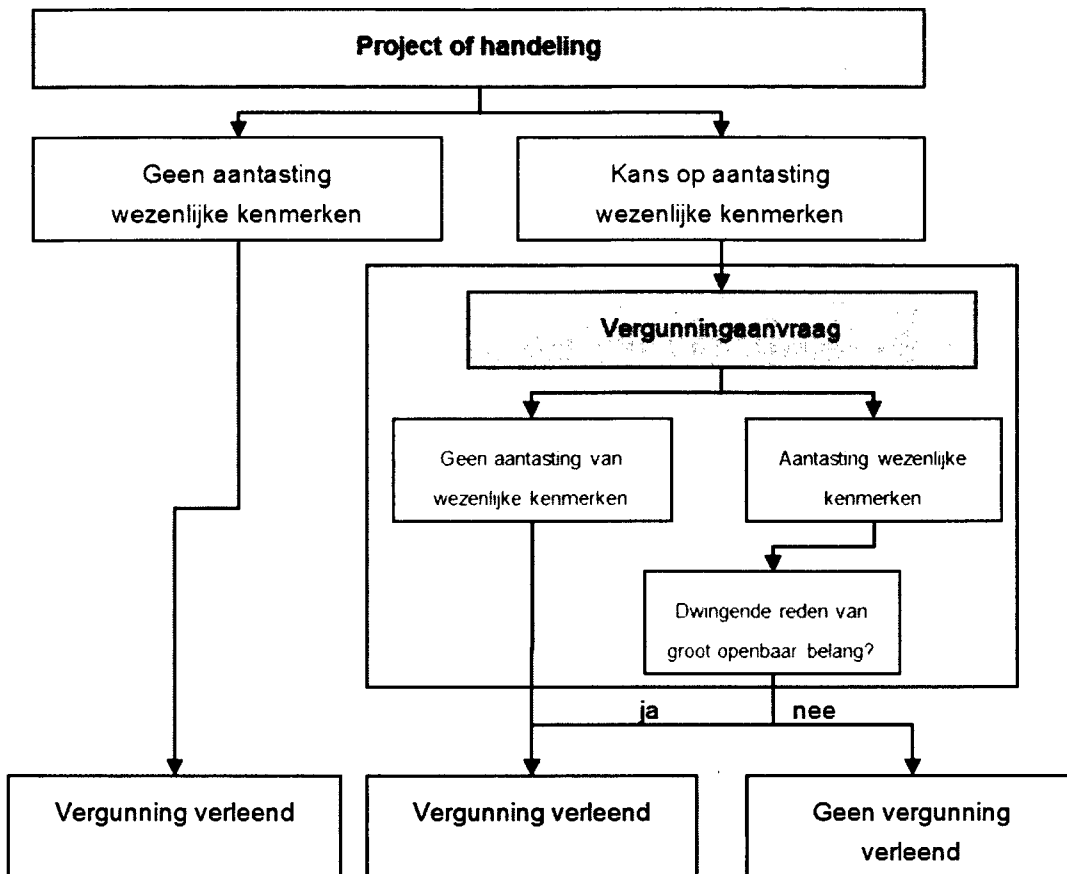 Project of handeling
Geen aantasting
wezenlijke kenmerken
Kans op aantasting
wezenlijke kenmerken
Vergunningaanvraag
Geen aantasting van
wezenlijke kenmerken
Aantasting wezenlijke
kenmerken
Dwingende reden van
groot openbaar belang?
ja
nee
Vergunning verleend
Vergunning verleend
Geen vergunning
verleend